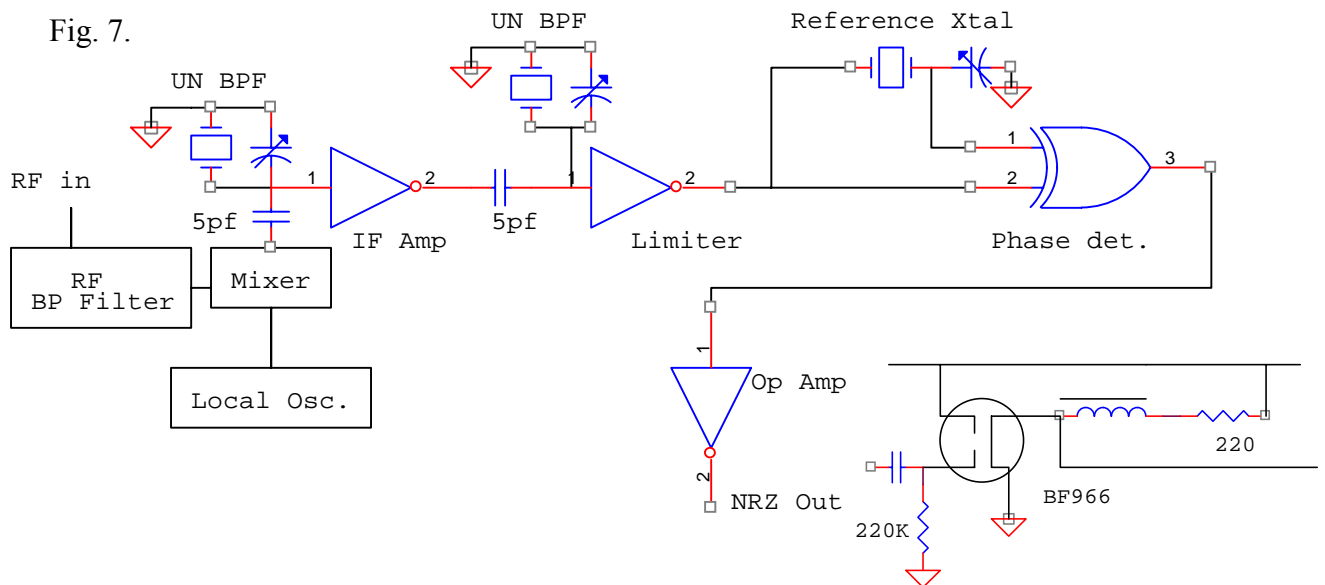 Fig. 7.
UN BPF
UN BPF
Reference Xtal
RF in
1
2
1
2
1
2
3
5pf
IF Amp
5pf
Limiter
Phase det.
RF
BP Filter
Mixer
Local Osc.
1
Op Amp
2
NRZ Out
220
BF966
220K